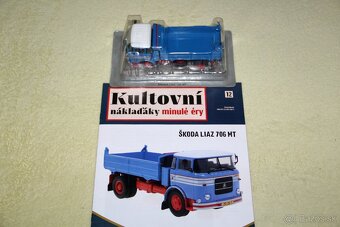 Kultovní
náklaďáky minulé éry
12
ŠKODA LIAZ 706 MT